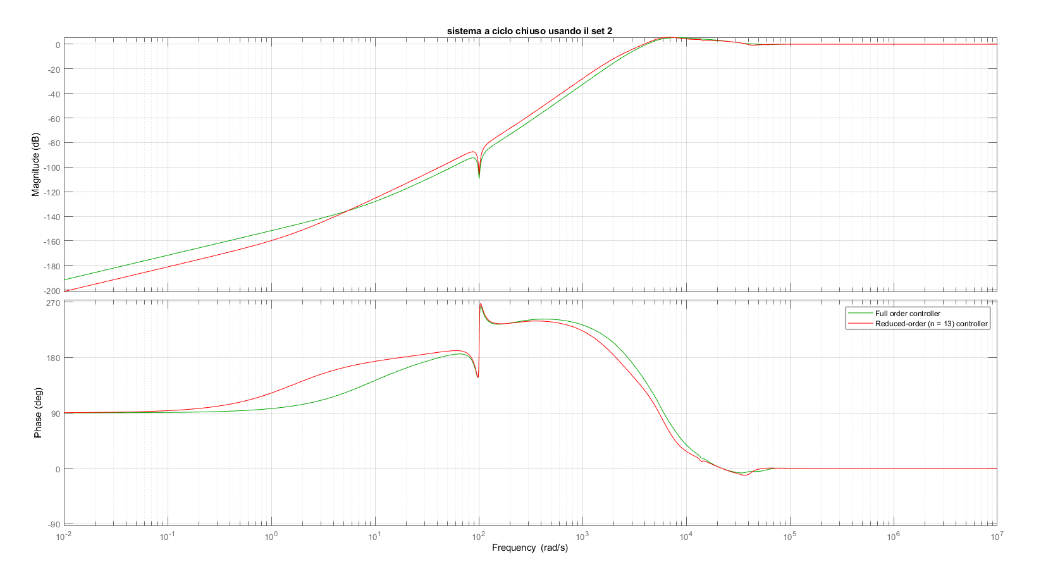 sistema a ciclo chiuso usando il set 2
Magnitude (dB)
0
-20
-40
-60
-80
-100
-120
-140
-160
-180
-200
Phase (deg)
270
180
90
0
-90
Full order controller
Reduced-order (n = 13) controller
10^-2 10^-1 10^0 10^1 10^2 10^3 10^4 10^5 10^6 10^7
Frequency (rad/s)